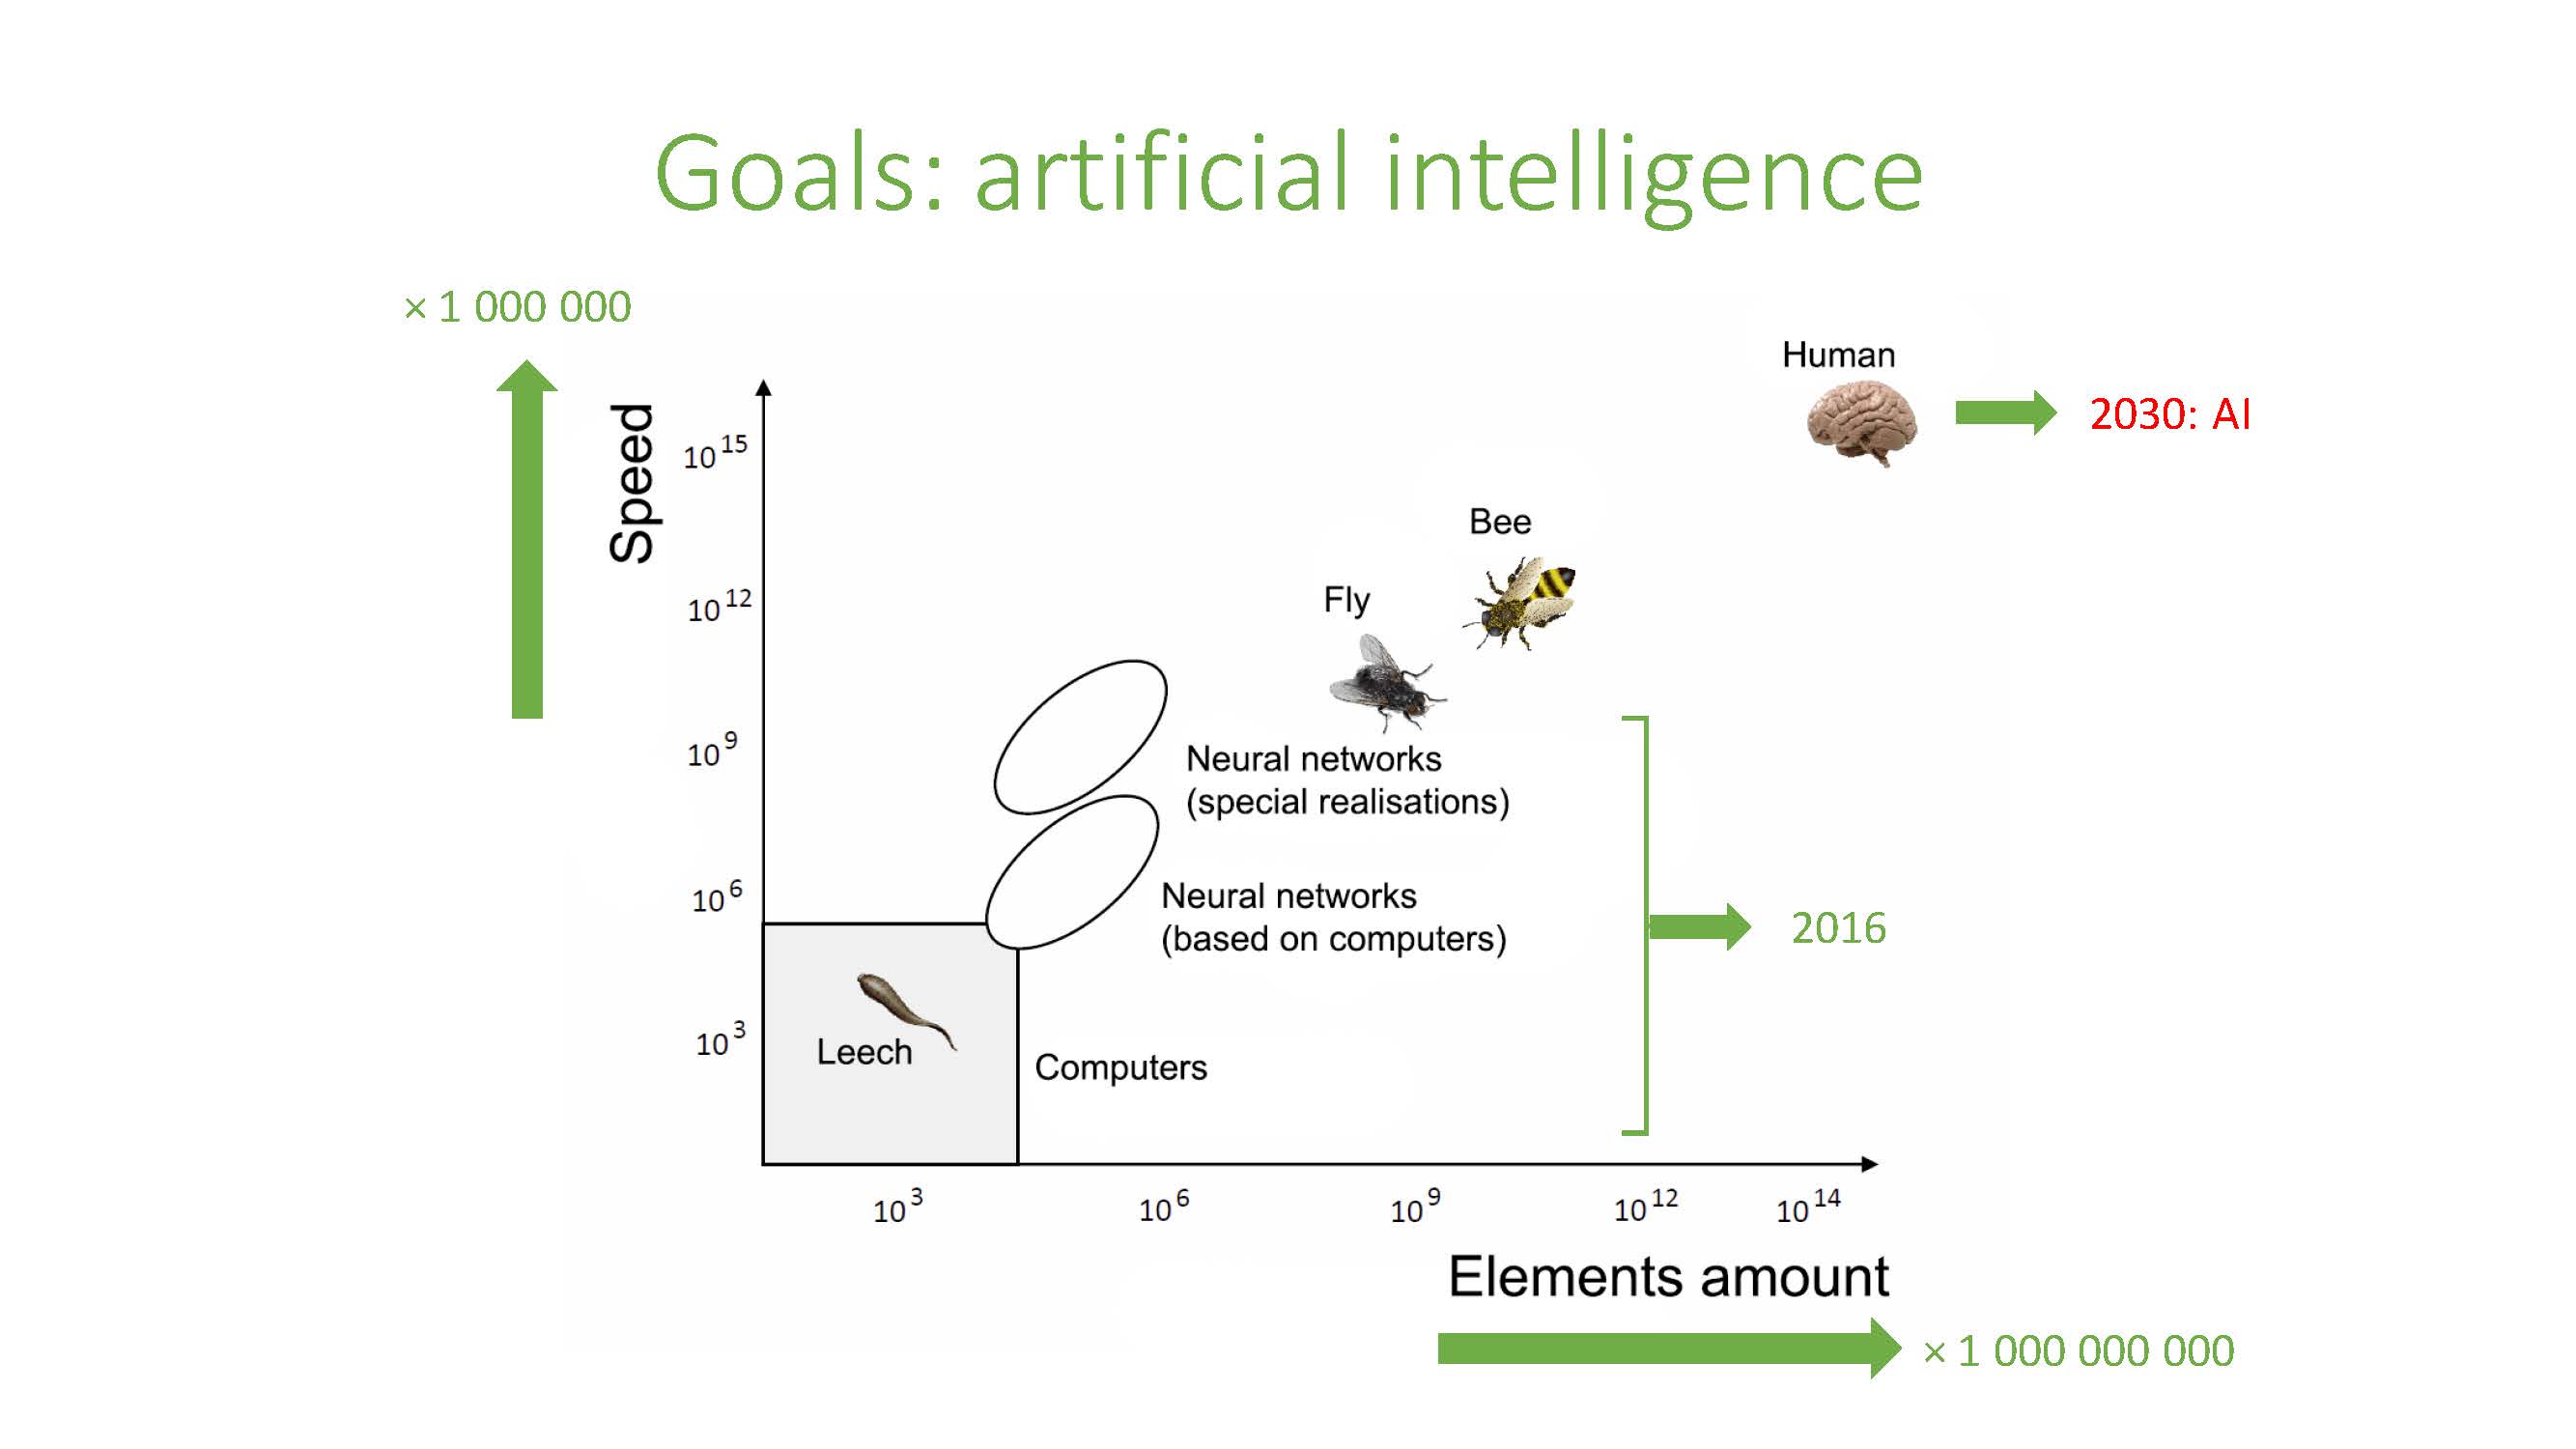 Goals: artificial intelligence
× 1 000 000
Human
2030: AI
Speed
10^15
Bee
10^12
Fly
10^9
Neural networks
(special realisations)
10^6
Neural networks
(based on computers)
2016
10^3
Leech
Computers
10^3 10^6 10^9 10^12 10^14
Elements amount
× 1 000 000 000